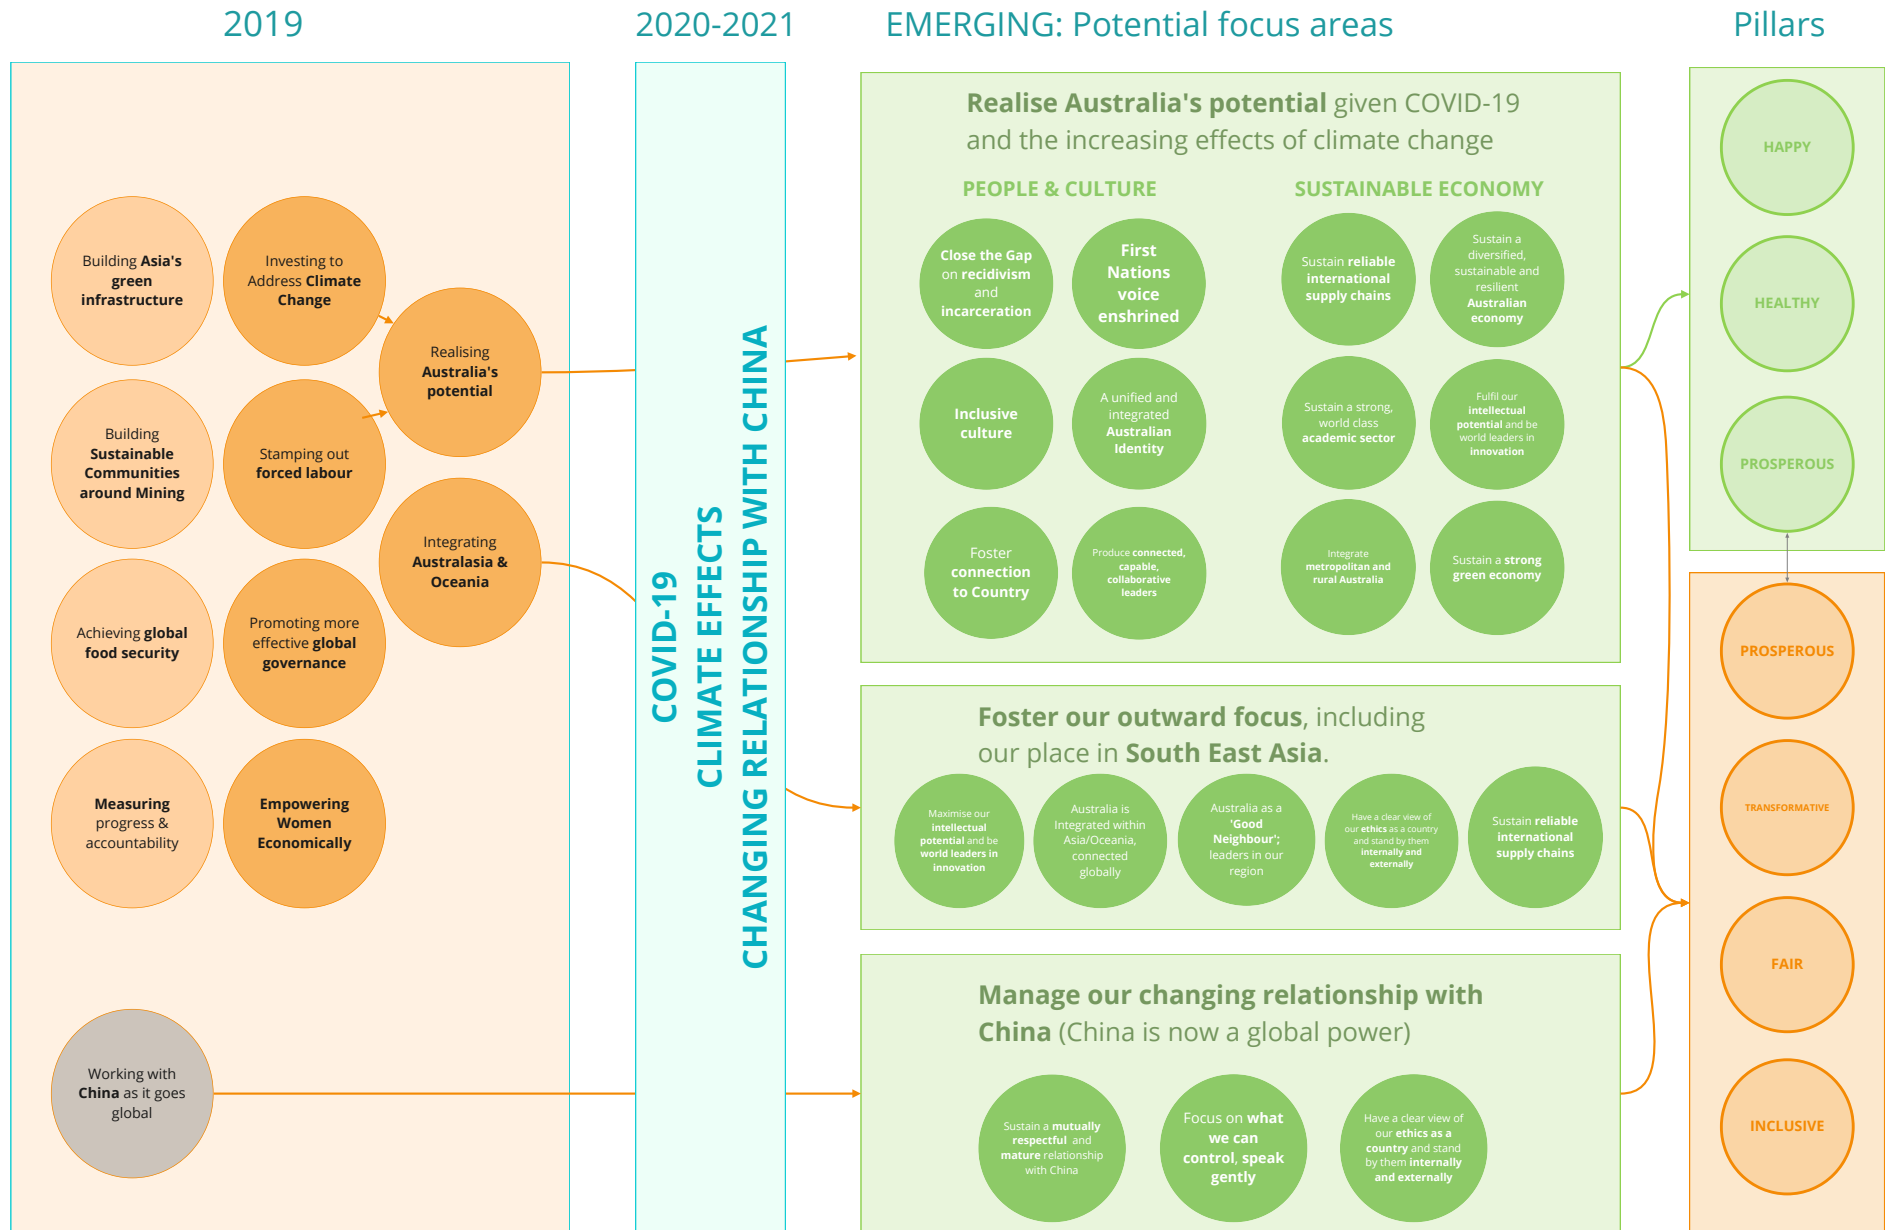 2019
2020-2021
EMERGING: Potential focus areas
Pillars
Building Asia's
green
infrastructure
Investing to
Address Climate
Change
Realising
Australia's
potential
Building
Sustainable
Communities
around Mining
Stamping out
forced labour
Integrating
Australasia &
Oceania
Achieving global
food security
Promoting more
effective global
governance
Measuring
progress &
accountability
Empowering
Women
Economically
Working with
China as it goes
global
COVID-19
CLIMATE EFFECTS
CHANGING RELATIONSHIP WITH CHINA
Realise Australia's potential given COVID-19
and the increasing effects of climate change
PEOPLE & CULTURE
Close the Gap
on recidivism
and
incarceration
First
Nations
voice
enshrined
Inclusive
culture
A unified and
integrated
Australian
Identity
Foster
connection
to Country
Produce connected,
capable,
collaborative
leaders
SUSTAINABLE ECONOMY
Sustain reliable
international
supply chains
Sustain a
diversified,
sustainable and
resilient
Australian
economy
Sustain a strong,
world class
academic sector
Fulfil our
intellectual
potential and be
world leaders in
innovation
Integrate
metropolitan and
rural Australia
Sustain a strong
green economy
Foster our outward focus, including
our place in South East Asia.
Maximise our
intellectual
potential and be
world leaders in
innovation
Australia is
Integrated within
Asia/Oceania,
connected
globally
Australia as a
'Good
Neighbour';
leaders in our
region
Have a clear view of
our ethics as a country
and stand by them
internally and
externally
Sustain reliable
international
supply chains
Manage our changing relationship with
China (China is now a global power)
Sustain a mutually
respectful and
mature relationship
with China
Focus on what
we can
control, speak
gently
Have a clear view of
our ethics as a
country and stand
by them internally
and externally
HAPPY
HEALTHY
PROSPEROUS
PROSPEROUS
TRANSFORMATIVE
FAIR
INCLUSIVE